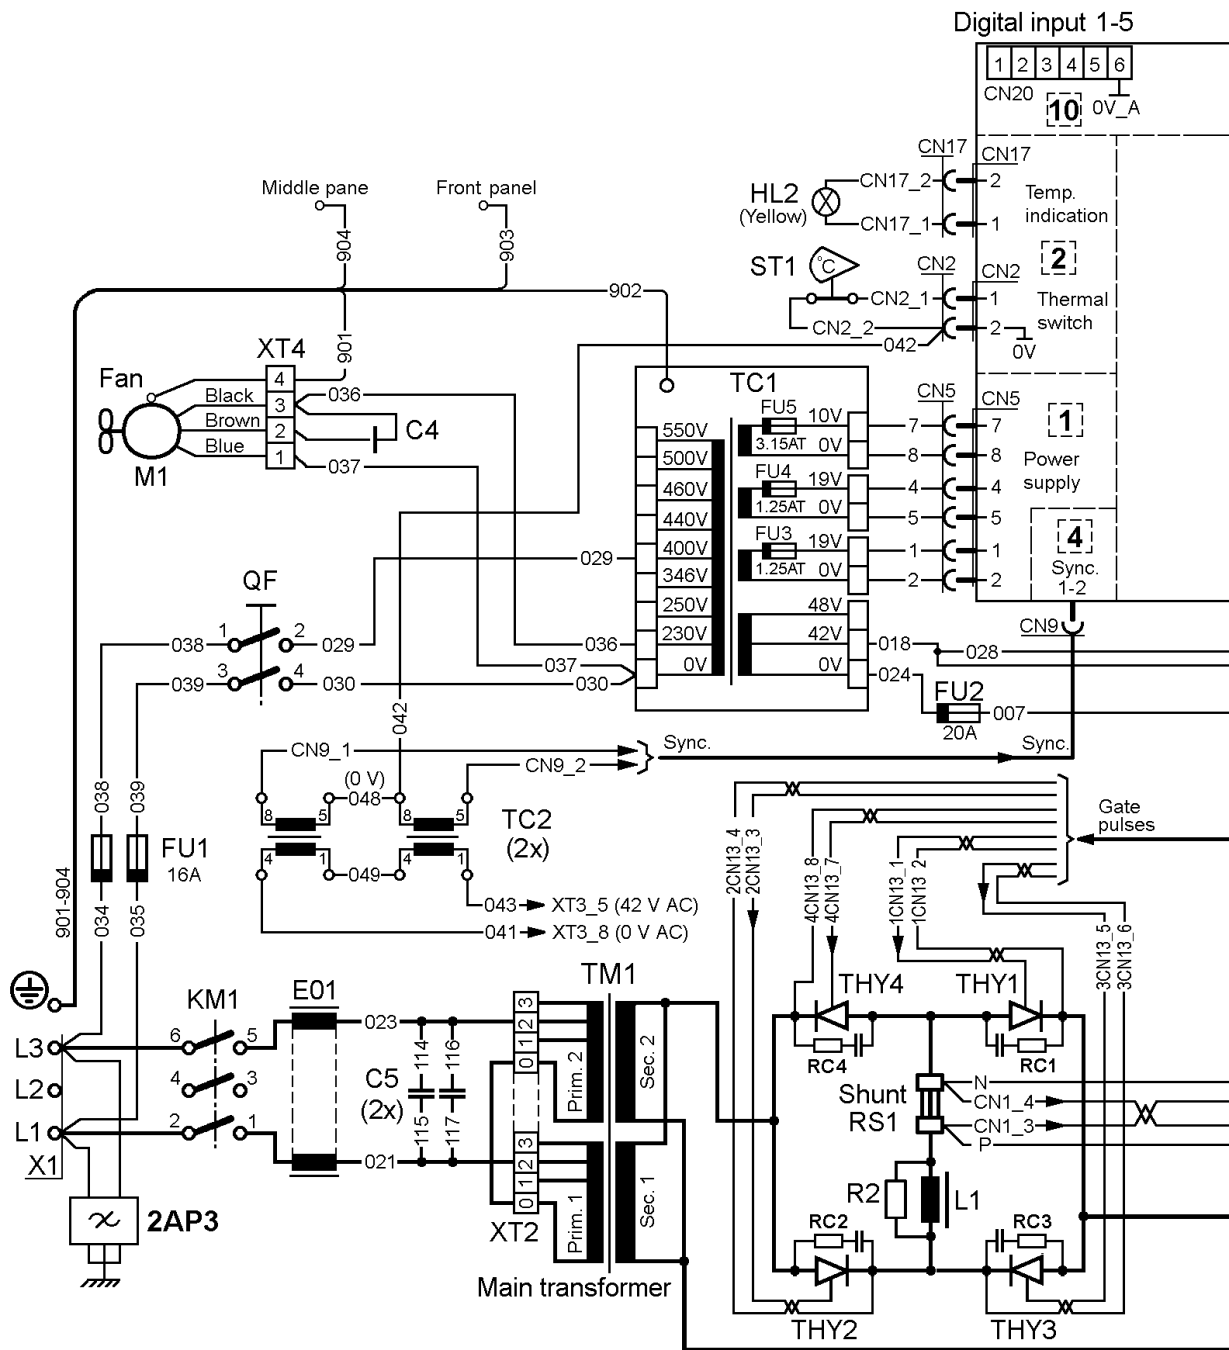 Digital input 1-5
1 2 3 4 5 6
CN20
10
0V_A
CN17
CN17
CN17_2
2
HL2
(Yellow)
Temp.
indication
CN17_1
1
Middle pane
Front panel
904
903
2
ST1
°C
CN2
CN2
CN2_1
1
Thermal
switch
CN2_2
2
0V
902
042
901
XT4
Fan
4
Black
3
036
Brown
2
C4
Blue
1
037
M1
TC1
550V
500V
460V
440V
400V
346V
250V
230V
0V
FU5
10V
3.15AT
0V
FU4
19V
1.25AT
0V
FU3
19V
1.25AT
0V
48V
42V
0V
CN5
CN5
7
7
8
8
4
4
5
5
1
1
2
2
1
Power
supply
4
Sync.
1-2
CN9
029
QF
038
1
2
029
036
037
039
3
4
030
030
018
028
024
FU2
007
20A
042
CN9_1
CN9_2
Sync.
Sync.
(0 V)
048
8
5
8
5
TC2
(2x)
4
1
4
1
049
043
XT3_5 (42 V AC)
041
XT3_8 (0 V AC)
038
039
FU1
16A
034
035
901-904
2CN13_4
2CN13_3
4CN13_8
4CN13_7
1CN13_1
1CN13_2
3CN13_5
3CN13_6
Gate
pulses
TM1
THY4
THY1
KM1
E01
L3
6
5
023
114
116
3
2
1
0
Prim. 2
Sec. 2
RC4
RC1
L2
4
3
C5
(2x)
Shunt
RS1
N
CN1_4
CN1_3
P
L1
2
1
115
117
021
3
2
1
0
Prim. 1
Sec. 1
X1
XT2
R2
L1
2AP3
RC2
RC3
Main transformer
THY2
THY3